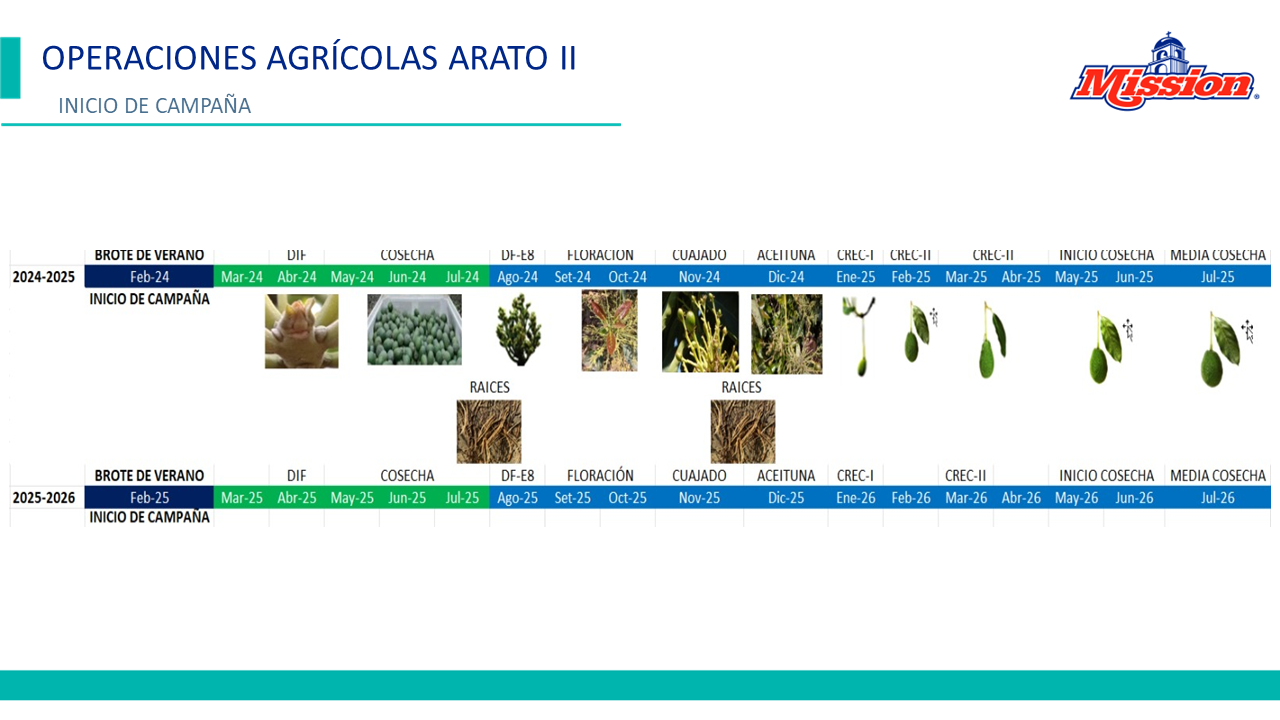 OPERACIONES AGRÍCOLAS ARATO II
INICIO DE CAMPAÑA
Mission®
BROTE DE VERANO DIF COSECHA DF-E8 FLORACIÓN CUAJADO ACEITUNA CREC-I CREC-II CREC-II INICIO COSECHA MEDIA COSECHA
2024-2025 Feb-24 Mar-24 Abr-24 May-24 Jun-24 Jul-24 Ago-24 Set-24 Oct-24 Nov-24 Dic-24 Ene-25 Feb-25 Mar-25 Abr-25 May-25 Jun-25 Jul-25
INICIO DE CAMPAÑA
RAICES RAICES
BROTE DE VERANO DIF COSECHA DF-E8 FLORACIÓN CUAJADO ACEITUNA CREC-I CREC-II INICIO COSECHA MEDIA COSECHA
2025-2026 Feb-25 Mar-25 Abr-25 May-25 Jun-25 Jul-25 Ago-25 Set-25 Oct-25 Nov-25 Dic-25 Ene-26 Feb-26 Mar-26 Abr-26 May-26 Jun-26 Jul-26
INICIO DE CAMPAÑA